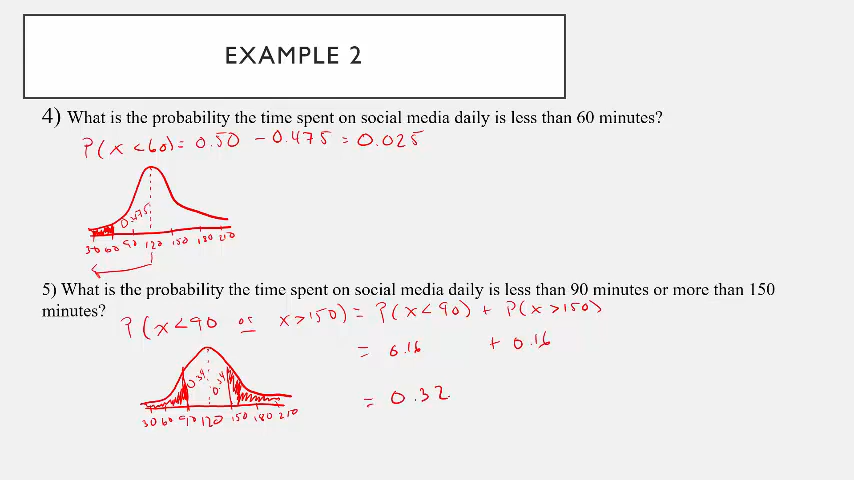 EXAMPLE 2
4) What is the probability the time spent on social media daily is less than 60 minutes?
P(x<60)= 0.50 - 0.475 = 0.025
0.475
30 60 90 120 150 180 210
5) What is the probability the time spent on social media daily is less than 90 minutes or more than 150
minutes?
P(x<90 or x>150) = P(x<90) + P(x>150)
= 0.16 + 0.16
0.34 0.34
= 0.32
30 60 90 120 150 180 210